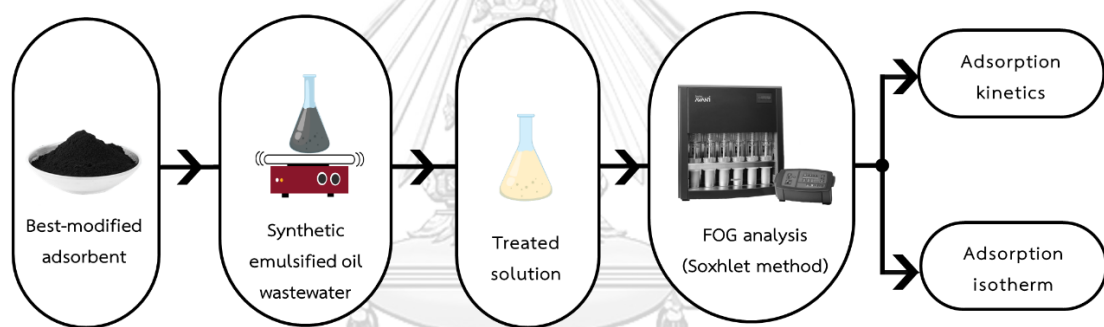 Best-modified
adsorbent
Synthetic
emulsified oil
wastewater
Treated
solution
FOG analysis
(Soxhlet method)
Adsorption
kinetics
Adsorption
isotherm